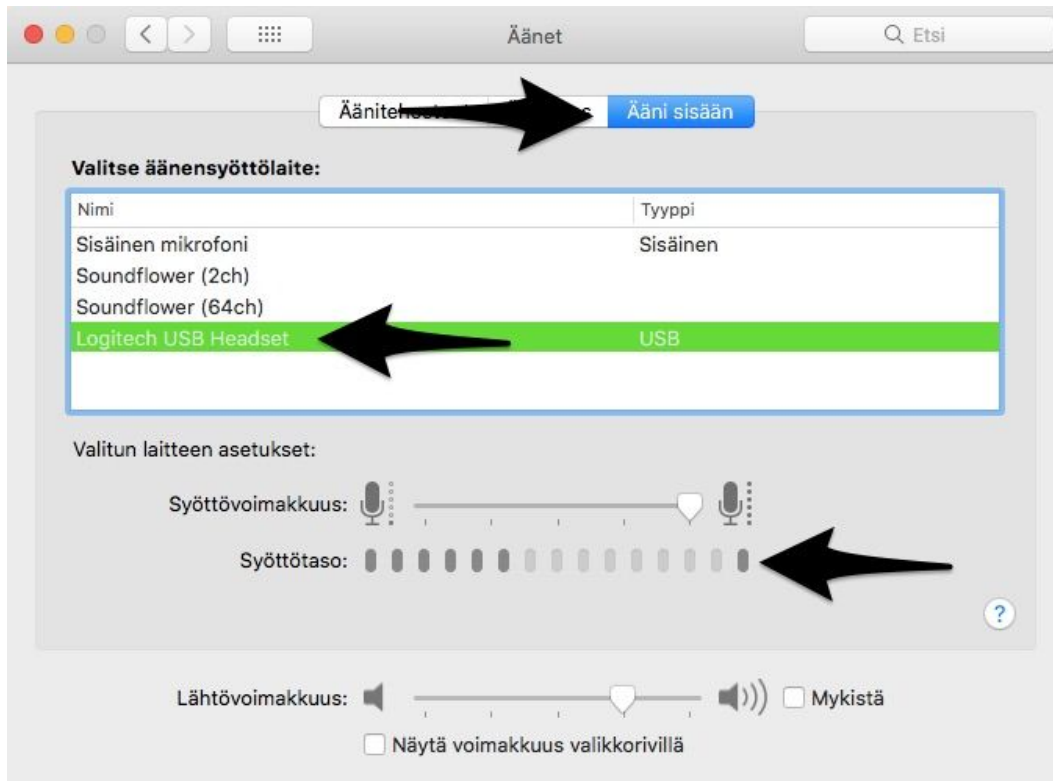 Äänet
Etsi
Ääni sisään
Valitse äänensyöttölaite:
Nimi Tyyppi
Sisäinen mikrofoni Sisäinen
Soundflower (2ch)
Soundflower (64ch)
Logitech USB Headset USB
Valitun laitteen asetukset:
Syöttövoimakkuus:
Syöttötaso:
?
Lähtövoimakkuus: Mykistä
Näytä voimakkuus valikkorivillä